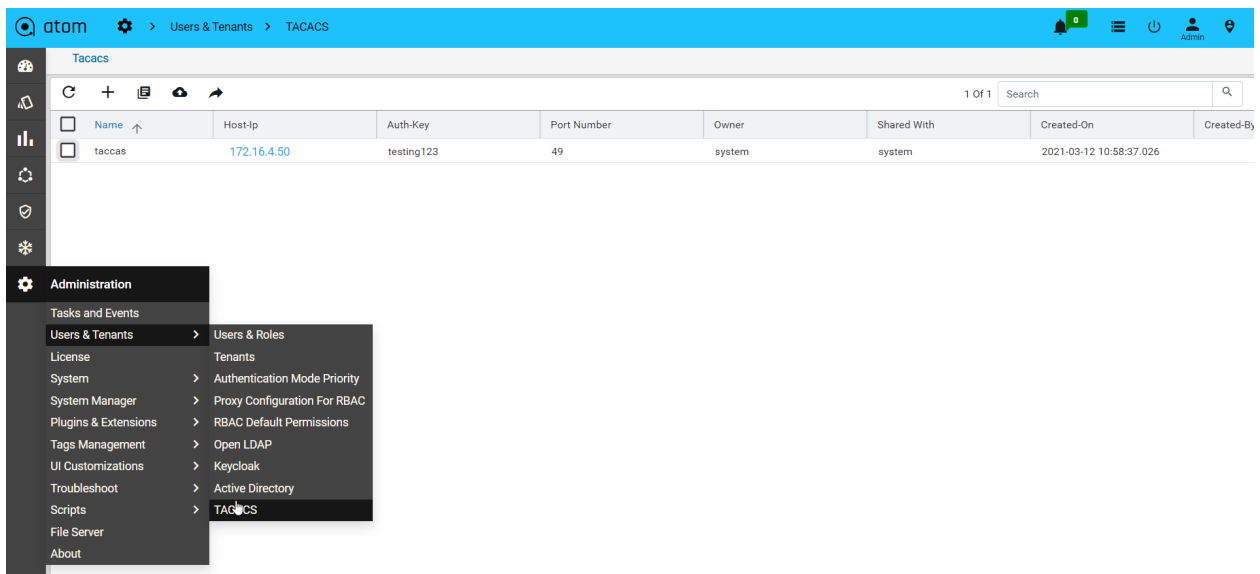 atom > Users & Tenants > TACACS 0 Admin
Tacacs
1 Of 1 Search
Name Host-Ip Auth-Key Port Number Owner Shared With Created-On Created-By
taccas 172.16.4.50 testing123 49 system system 2021-03-12 10:58:37.026
Administration
Tasks and Events
Users & Tenants > Users & Roles
License Tenants
System > Authentication Mode Priority
System Manager > Proxy Configuration For RBAC
Plugins & Extensions > RBAC Default Permissions
Tags Management > Open LDAP
UI Customizations > Keycloak
Troubleshoot > Active Directory
Scripts > TACACS
File Server
About